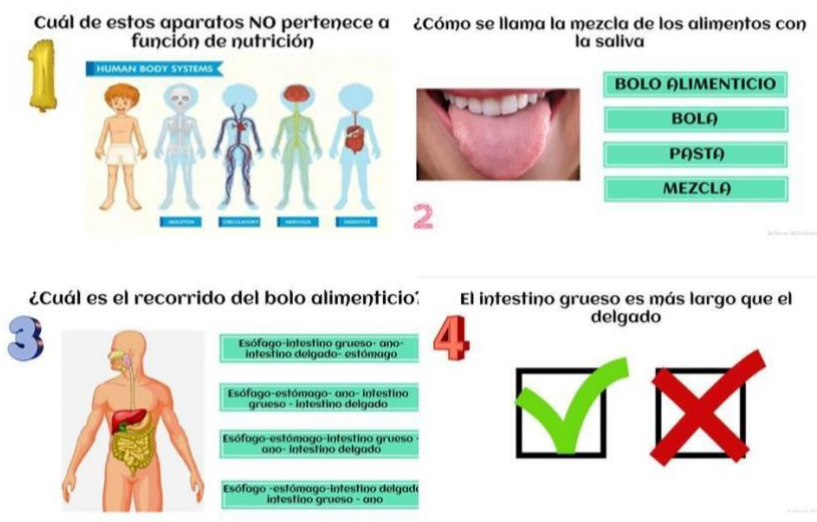 Cuál de estos aparatos NO pertenece a
función de nutrición
1
HUMAN BODY SYSTEMS
SKELETON
CIRCULATORY
NERVOUS
DIGESTIVE
¿Cómo se llama la mezcla de los alimentos con
la saliva
BOLO ALIMENTICIO
BOLA
PASTA
MEZCLA
2
¿Cuál es el recorrido del bolo alimenticio?
3
Esófago-intestino grueso- ano-
intestino delgado- estómago
Esófago-estómago- ano- intestino
grueso - intestino delgado
Esófago-estómago-intestino grueso -
ano- intestino delgado
Esófago -estómago-intestino delgado
intestino grueso - ano
El intestino grueso es más largo que el
delgado
4